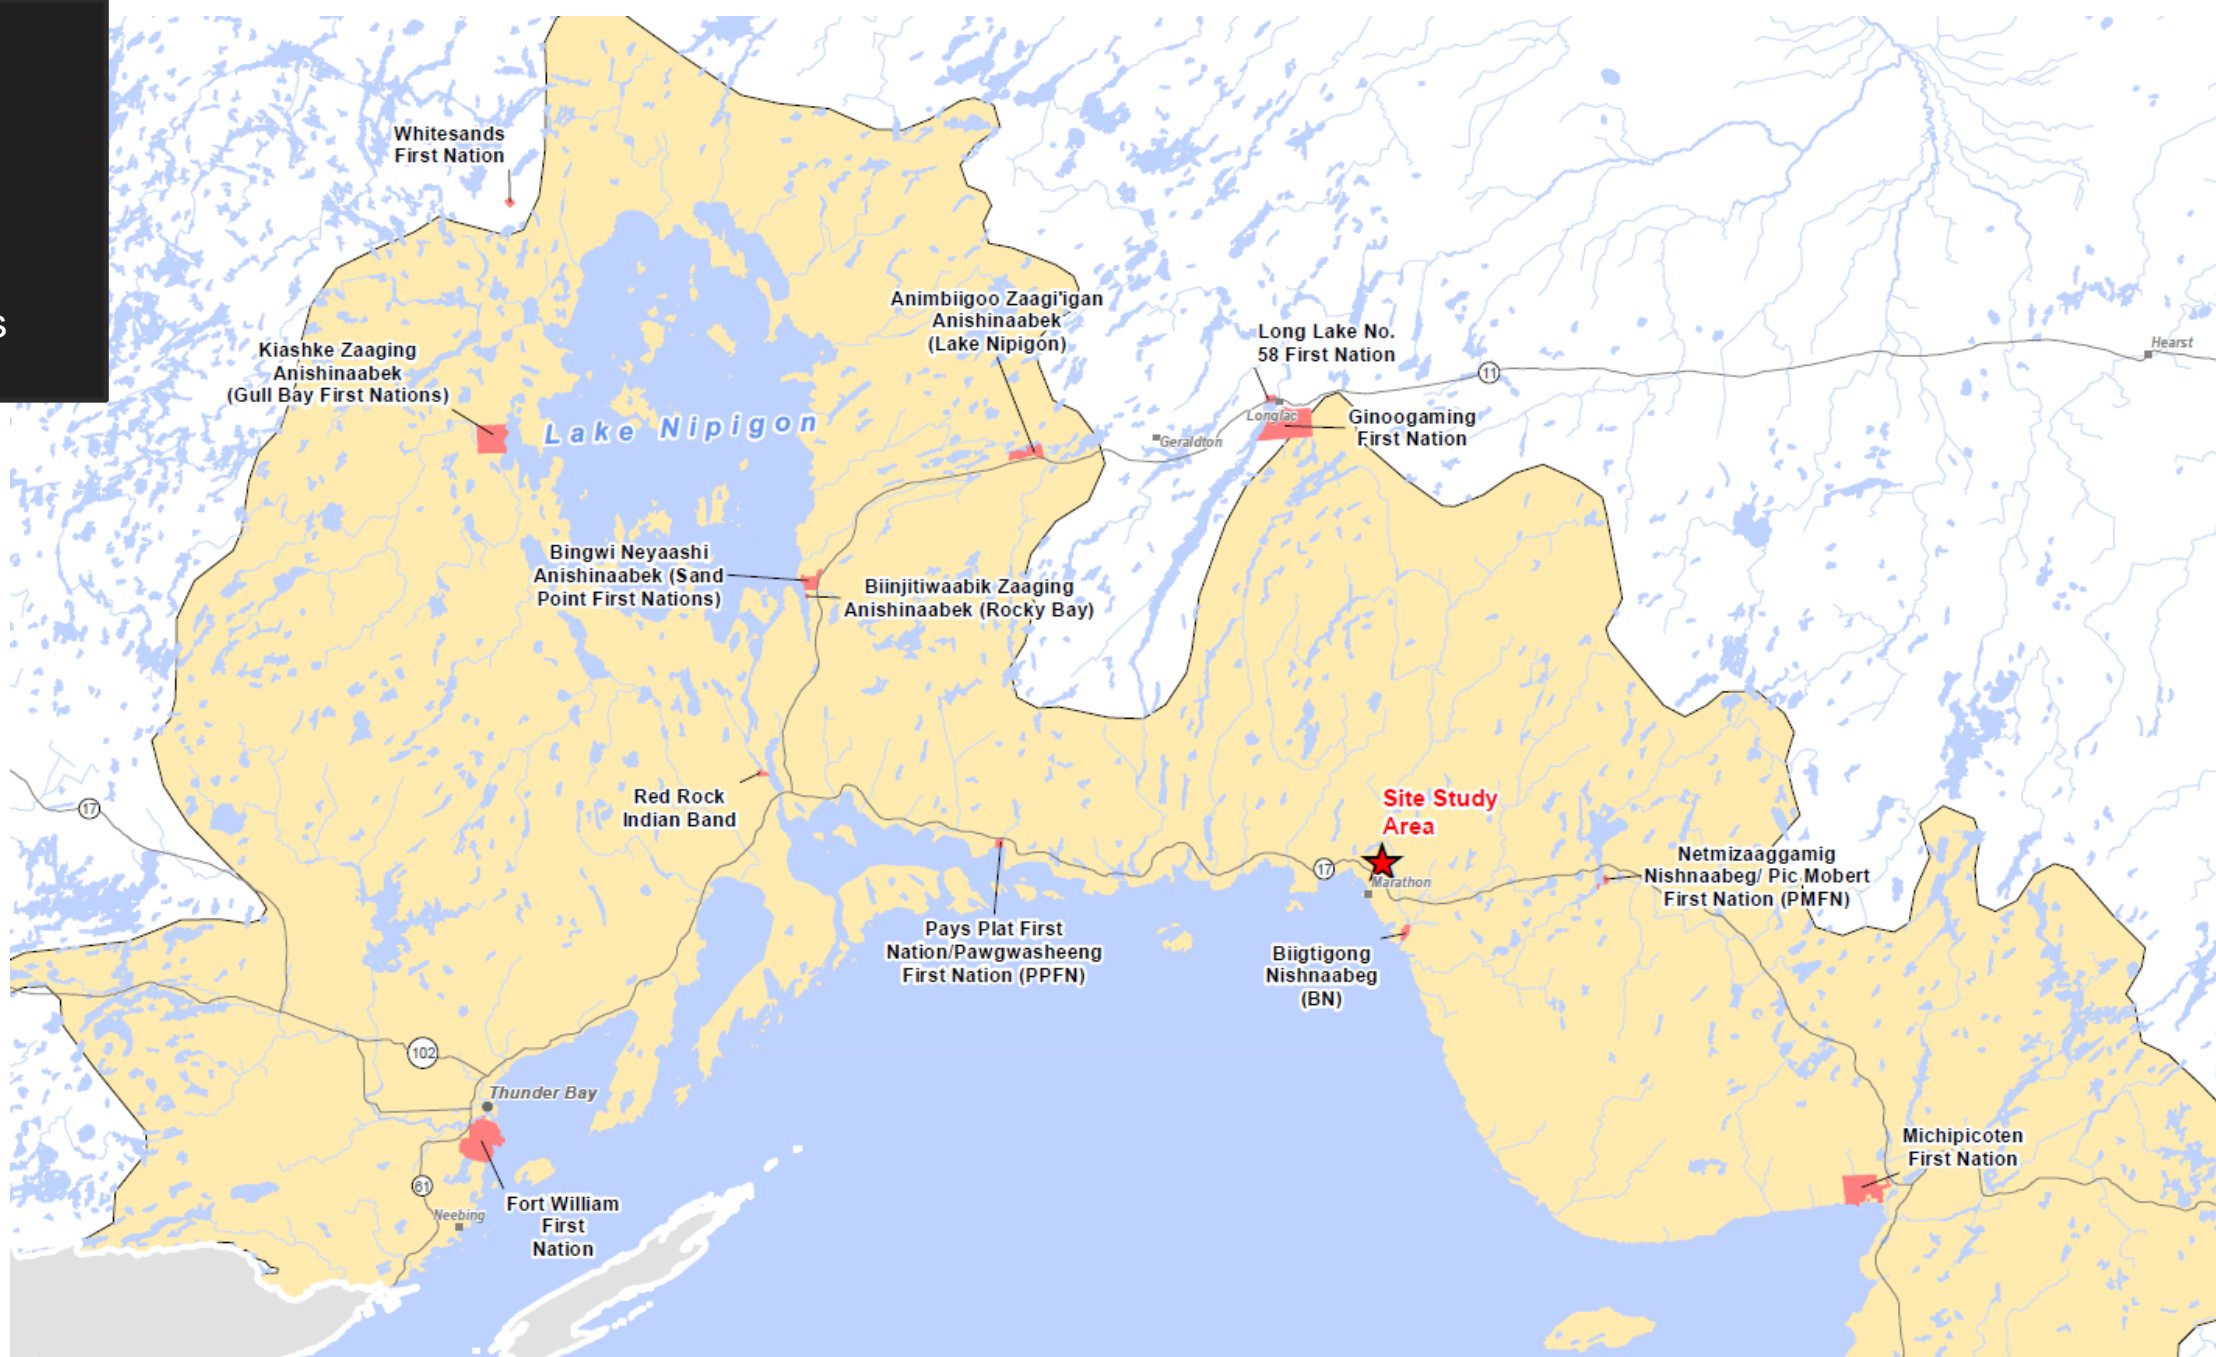 s
Whitesands
First Nation
Animbiigoo Zaagi'igan
Anishinaabek
(Lake Nipigon)
Long Lake No.
58 First Nation
Hearst
11
Kiashke Zaaging
Anishinaabek
(Gull Bay First Nations)
Lake Nipigon
Longlac
Geraldton
Ginoogaming
First Nation
Bingwi Neyaashi
Anishinaabek (Sand
Point First Nations)
Biinjitiwaabik Zaaging
Anishinaabek (Rocky Bay)
17
Red Rock
Indian Band
Site Study
Area
17
Marathon
Netmizaaggamig
Nishnaabeg/ Pic Mobert
First Nation (PMFN)
Pays Plat First
Nation/Pawgwasheeng
First Nation (PPFN)
Biigtigong
Nishnaabeg
(BN)
102
Thunder Bay
Michipicoten
First Nation
61
Neebing
Fort William
First
Nation